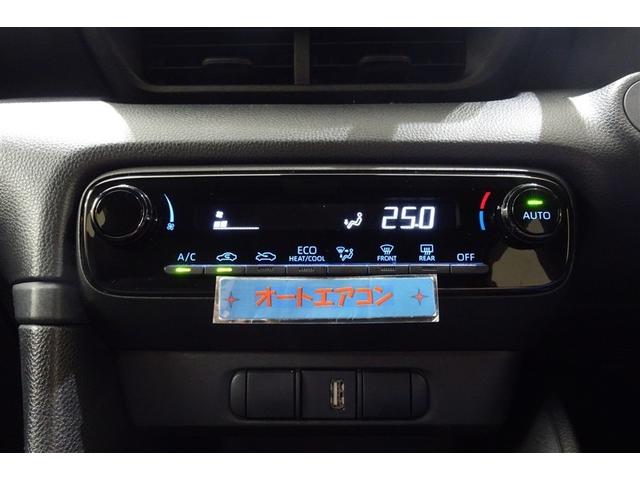 25.0
AUTO
A/C ECO HEAT/COOL FRONT REAR OFF
オートエアコン